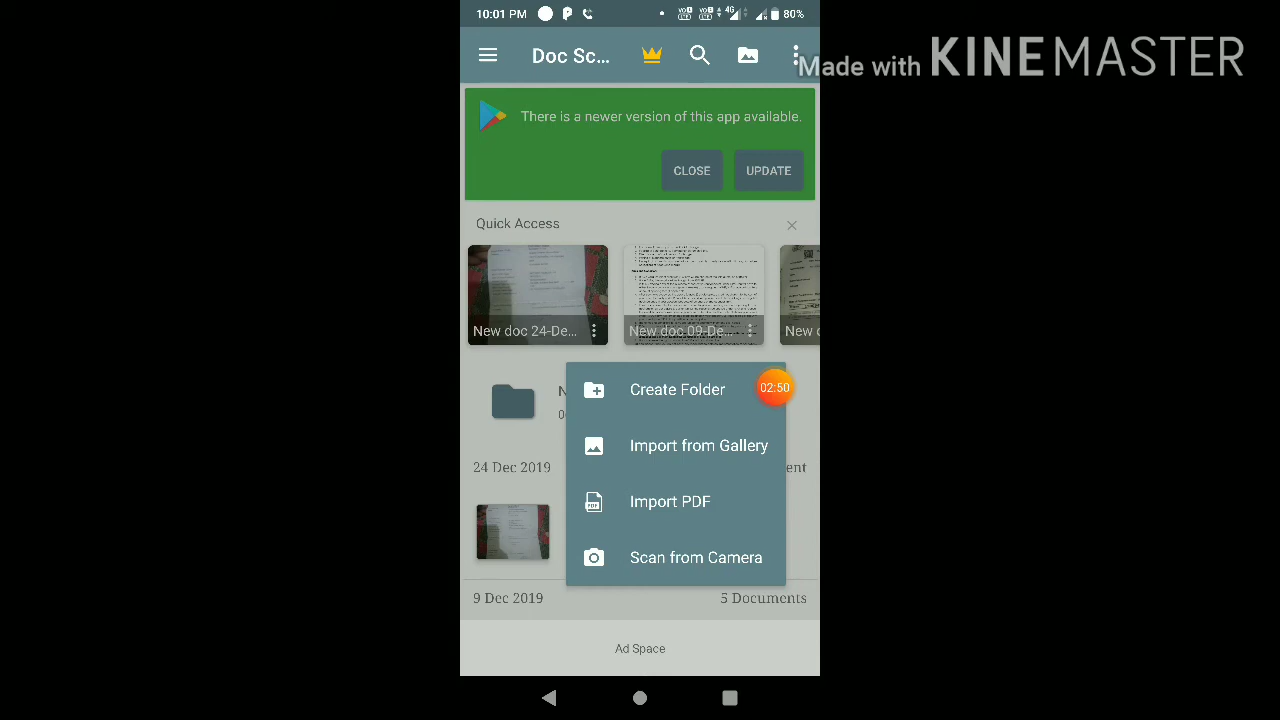 10:01 PM 4G 80%
Doc Sc...
Made with KINEMASTER
There is a newer version of this app available.
CLOSE UPDATE
Quick Access
New doc 24-De... New doc 09-De... New
Create Folder 02:50
Import from Gallery
24 Dec 2019
Import PDF
Scan from Camera
9 Dec 2019 5 Documents
Ad Space